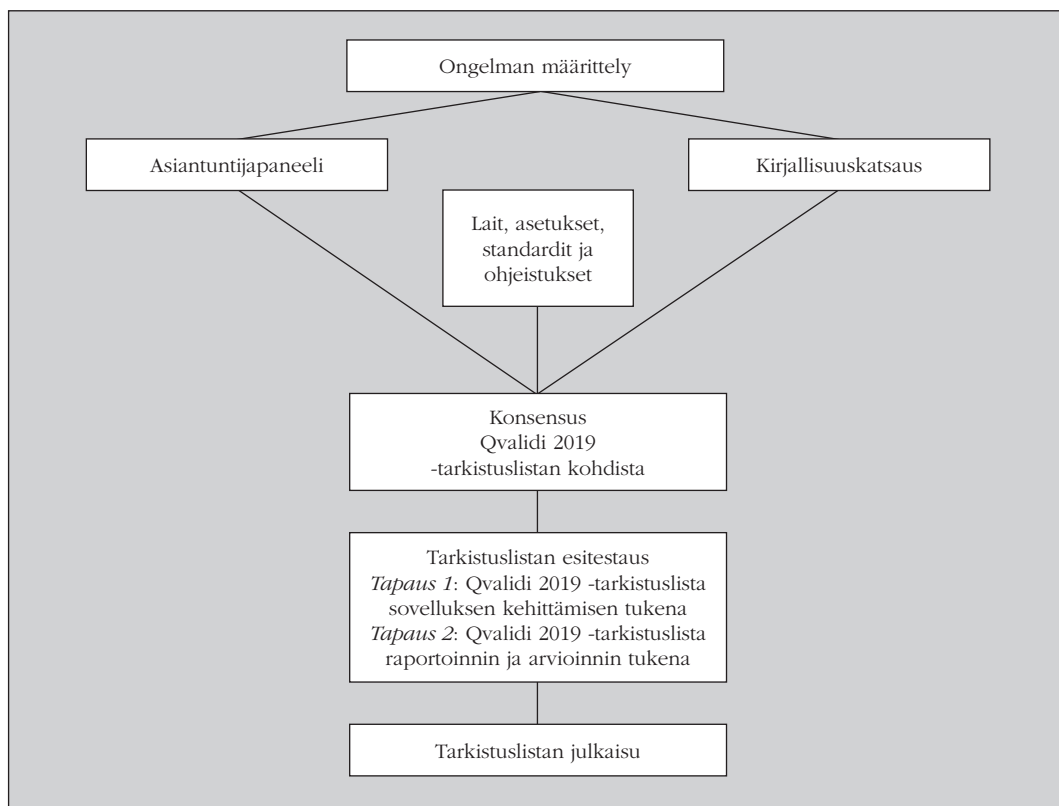 Ongelman määrittely
Asiantuntijapaneeli
Kirjallisuuskatsaus
Lait, asetukset,
standardit ja
ohjeistukset
Konsensus
Qvalidi 2019
-tarkistuslistan kohdista
Tarkistuslistan esitestaus
Tapaus 1: Qvalidi 2019 -tarkistuslista
sovelluksen kehittämisen tukena
Tapaus 2: Qvalidi 2019 -tarkistuslista
raportoinnin ja arvioinnin tukena
Tarkistuslistan julkaisu